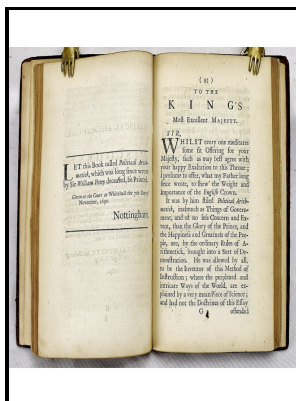 LET this Book called Political Arith-
metick, which was long since writ
by Sir William Petty deceased, be Printed.
Given at the Court at Whitehall the 7th Day of
November, 1690.
Nottingham.
TO THE
KING'S
Most Excellent MAJESTY.
SIR,
WHILST every one meditates
some fit Offering for your
Majesty, such as may best agree with
your happy Exaltation to this Throne;
I presume to offer, what my Father long
since wrote, to shew the Weight and
Importance of the English Crown.
It was by him stiled Political Arith-
metick, inasmuch as Things of Govern-
ment, and of no less Concern and Ex-
tent, than the Glory of the Prince, and
the Happiness and Greatness of the Peo-
ple, are, by the ordinary Rules of A-
rithmetick, brought into a Sort of De-
monstration. He was allowed by all,
to be the Inventor of this Method of
Instruction; where the perplexed and
intricate Ways of the World, are ex-
plained by a very mean Piece of Science;
and had not the Doctrines of this Essay
G offended